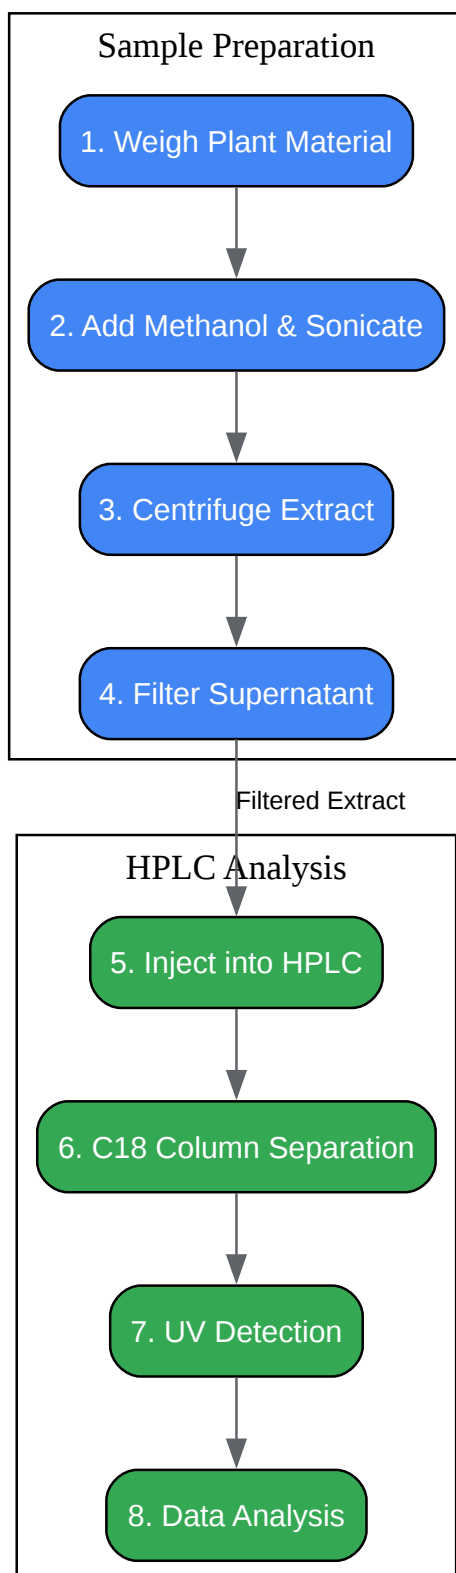 Sample Preparation
1. Weigh Plant Material
2. Add Methanol & Sonicate
3. Centrifuge Extract
4. Filter Supernatant
Filtered Extract
HPLC Analysis
5. Inject into HPLC
6. C18 Column Separation
7. UV Detection
8. Data Analysis